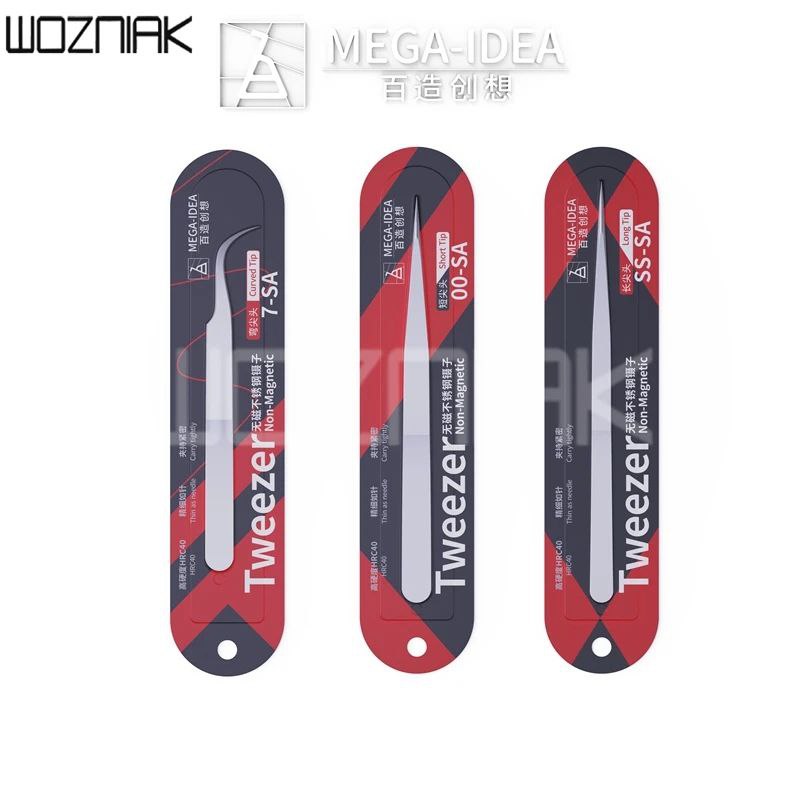 WOZNIAK
MEGA-IDEA
百造创想
MEGA-IDEA
百造创想
弯尖头 Curved Tip
7-SA
Tweezer
无磁不锈钢镊子
Non-Magnetic
高硬度HRC40
HRC40
精细如针
Thin as needle
夹持紧密
Carry tightly
MEGA-IDEA
百造创想
短尖头 Short Tip
00-SA
Tweezer
无磁不锈钢镊子
Non-Magnetic
高硬度HRC40
HRC40
精细如针
Thin as needle
夹持紧密
Carry tightly
MEGA-IDEA
百造创想
长尖头 Long Tip
SS-SA
Tweezer
无磁不锈钢镊子
Non-Magnetic
高硬度HRC40
HRC40
精细如针
Thin as needle
夹持紧密
Carry tightly
WOZNIAK